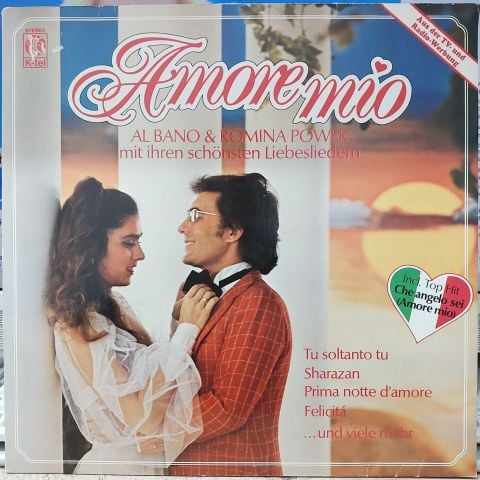 STEREO
K-tel
Aus der TV- und
Radio-Werbung
Amore mio
AL BANO & ROMINA POWER
mit ihren schönsten Liebesliedern
Incl. Top Hit
Che angelo sei
(Amore mio)
Tu soltanto tu
Sharazan
Prima notte d'amore
Felicitá
...und viele mehr